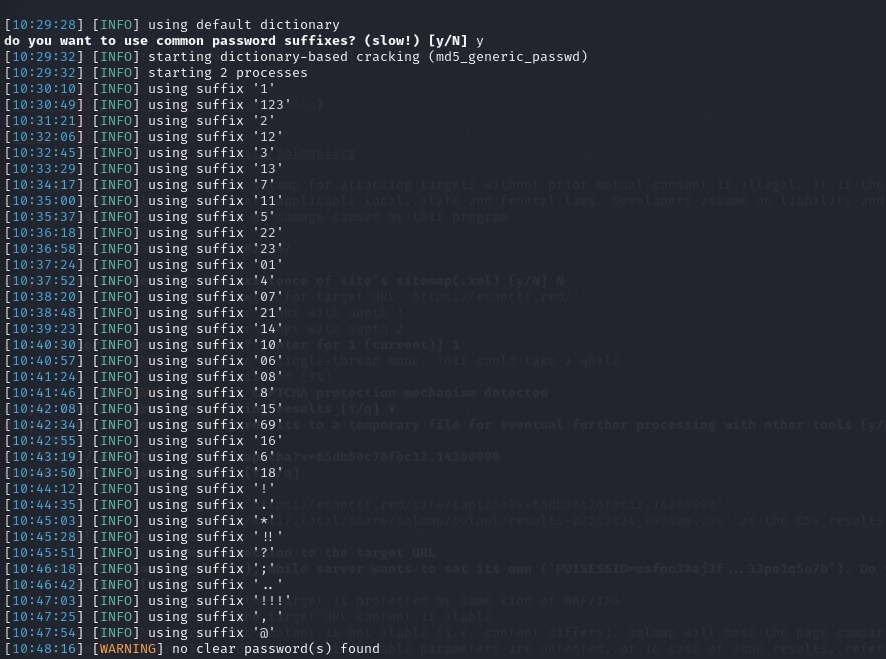 [10:29:28] [INFO] using default dictionary
do you want to use common password suffixes? (slow!) [y/N] y
[10:29:32] [INFO] starting dictionary-based cracking (md5_generic_passwd)
[10:29:32] [INFO] starting 2 processes
[10:30:10] [INFO] using suffix '1'
[10:30:49] [INFO] using suffix '123'
[10:31:21] [INFO] using suffix '2'
[10:32:06] [INFO] using suffix '12'
[10:32:45] [INFO] using suffix '3'
[10:33:29] [INFO] using suffix '13'
[10:34:17] [INFO] using suffix '7'
[10:35:00] [INFO] using suffix '11'
[10:35:37] [INFO] using suffix '5'
[10:36:18] [INFO] using suffix '22'
[10:36:58] [INFO] using suffix '23'
[10:37:24] [INFO] using suffix '01'
[10:37:52] [INFO] using suffix '4'
[10:38:20] [INFO] using suffix '07'
[10:38:48] [INFO] using suffix '21'
[10:39:23] [INFO] using suffix '14'
[10:40:30] [INFO] using suffix '10'
[10:40:57] [INFO] using suffix '06'
[10:41:24] [INFO] using suffix '08'
[10:41:46] [INFO] using suffix '8'
[10:42:08] [INFO] using suffix '15'
[10:42:34] [INFO] using suffix '69'
[10:42:55] [INFO] using suffix '16'
[10:43:19] [INFO] using suffix '6'
[10:43:50] [INFO] using suffix '18'
[10:44:12] [INFO] using suffix '!'
[10:44:35] [INFO] using suffix '.'
[10:45:03] [INFO] using suffix '*'
[10:45:28] [INFO] using suffix '!!'
[10:45:51] [INFO] using suffix '?'
[10:46:18] [INFO] using suffix ';'
[10:46:42] [INFO] using suffix '..'
[10:47:03] [INFO] using suffix '!!!'
[10:47:25] [INFO] using suffix ','
[10:47:54] [INFO] using suffix '@'
[10:48:16] [WARNING] no clear password(s) found